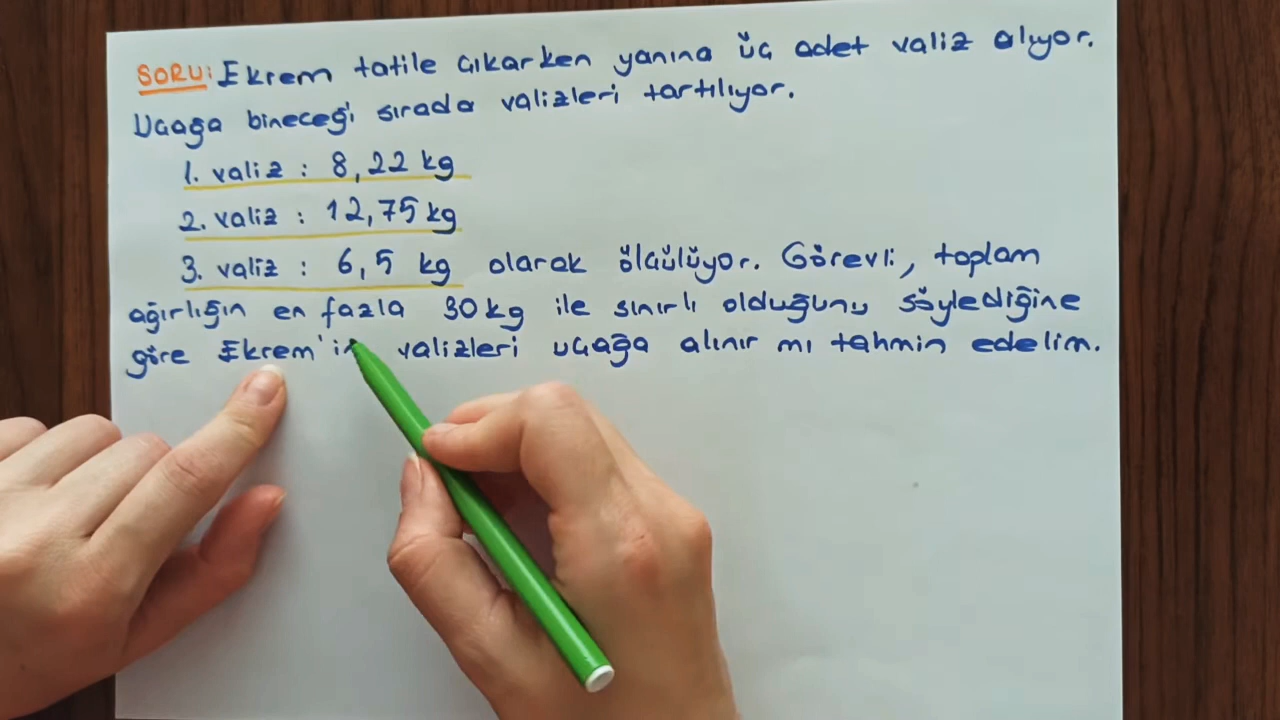 SORU: Ekrem tatile çıkarken yanına üç adet valiz alıyor.
Uçağa bineceği sırada valizleri tartılıyor.
1. valiz : 8,22 kg
2. valiz : 12,75 kg
3. valiz : 6,5 kg olarak ölçülüyor. Görevli, toplam
ağırlığın en fazla 30 kg ile sınırlı olduğunu söylediğine
göre Ekrem'in valizleri uçağa alınır mı tahmin edelim.